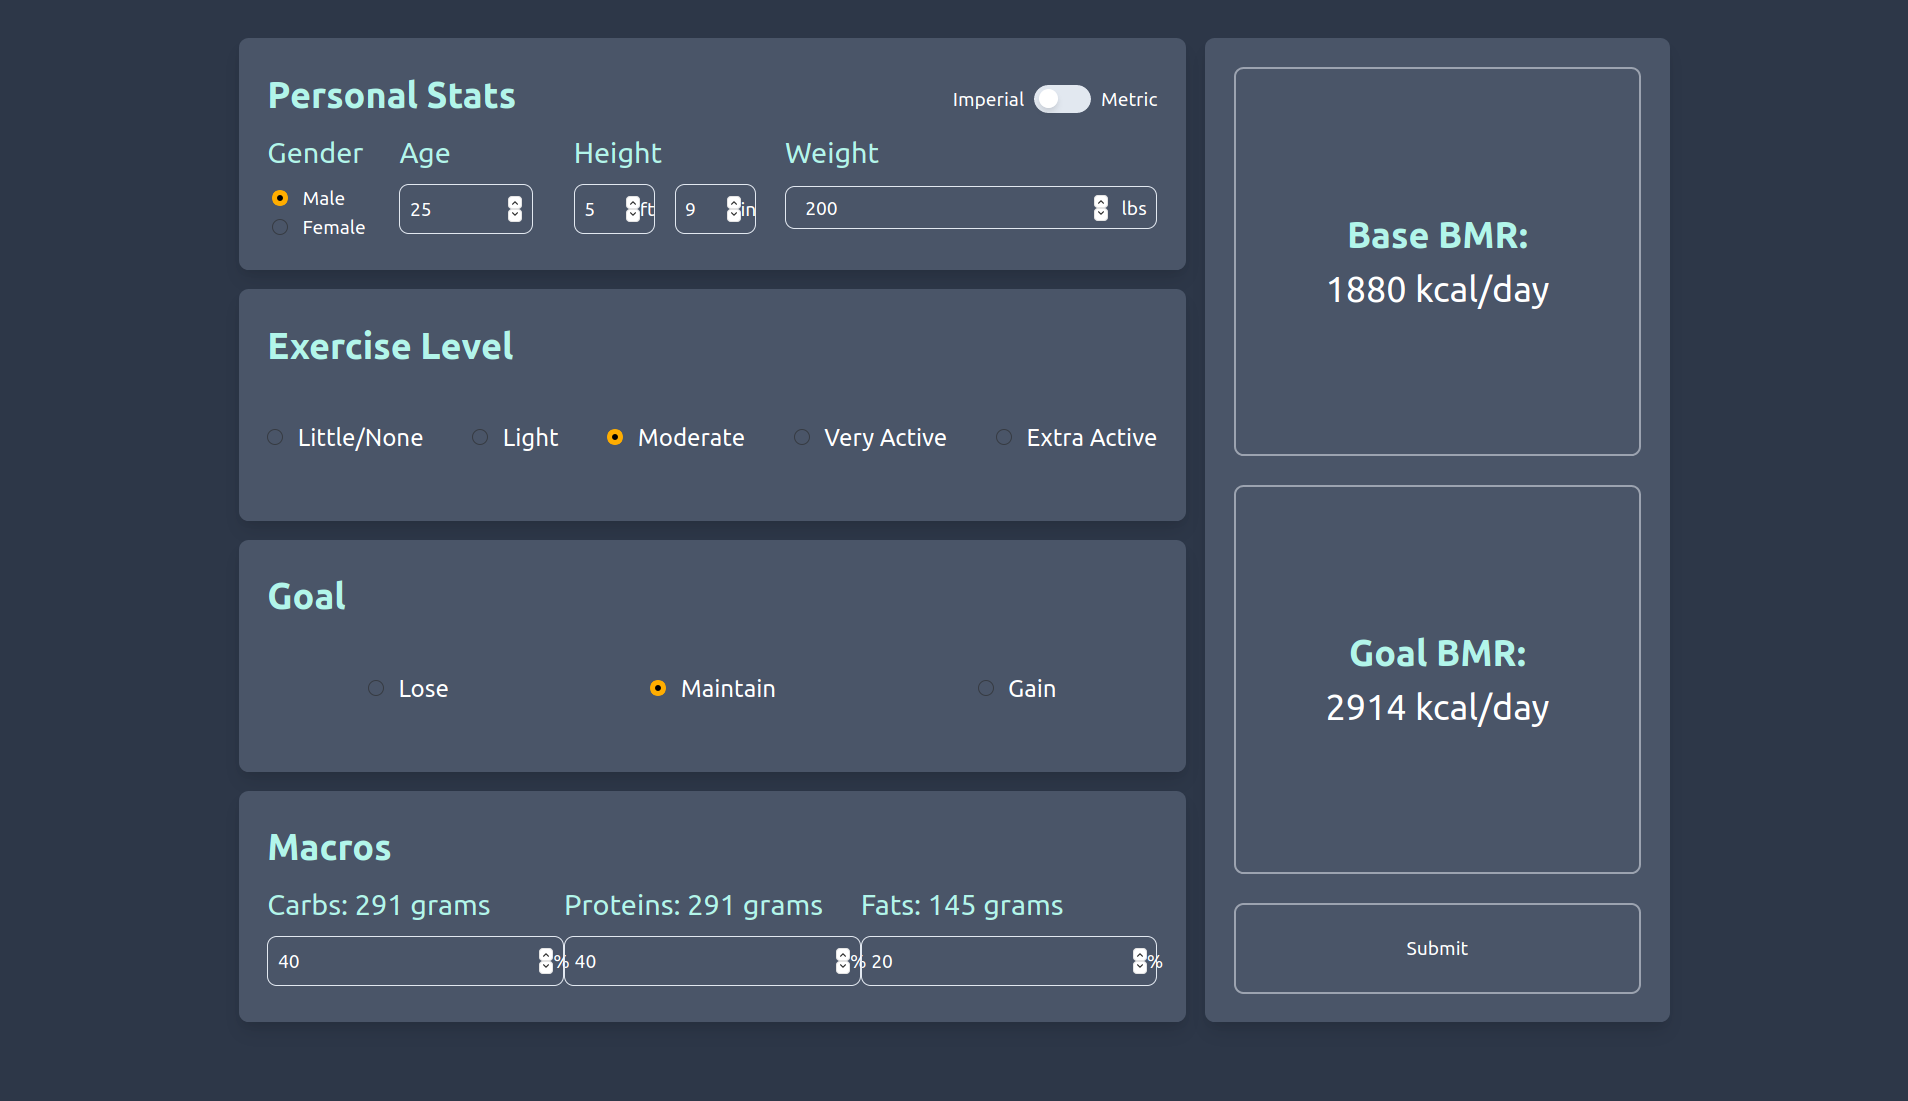 Personal Stats
Imperial Metric
Gender Age Height Weight
Male
Female
25
5 ft
9 in
200 lbs
Exercise Level
Little/None Light Moderate Very Active Extra Active
Goal
Lose Maintain Gain
Macros
Carbs: 291 grams Proteins: 291 grams Fats: 145 grams
40 % 40 % 20 %
Base BMR:
1880 kcal/day
Goal BMR:
2914 kcal/day
Submit